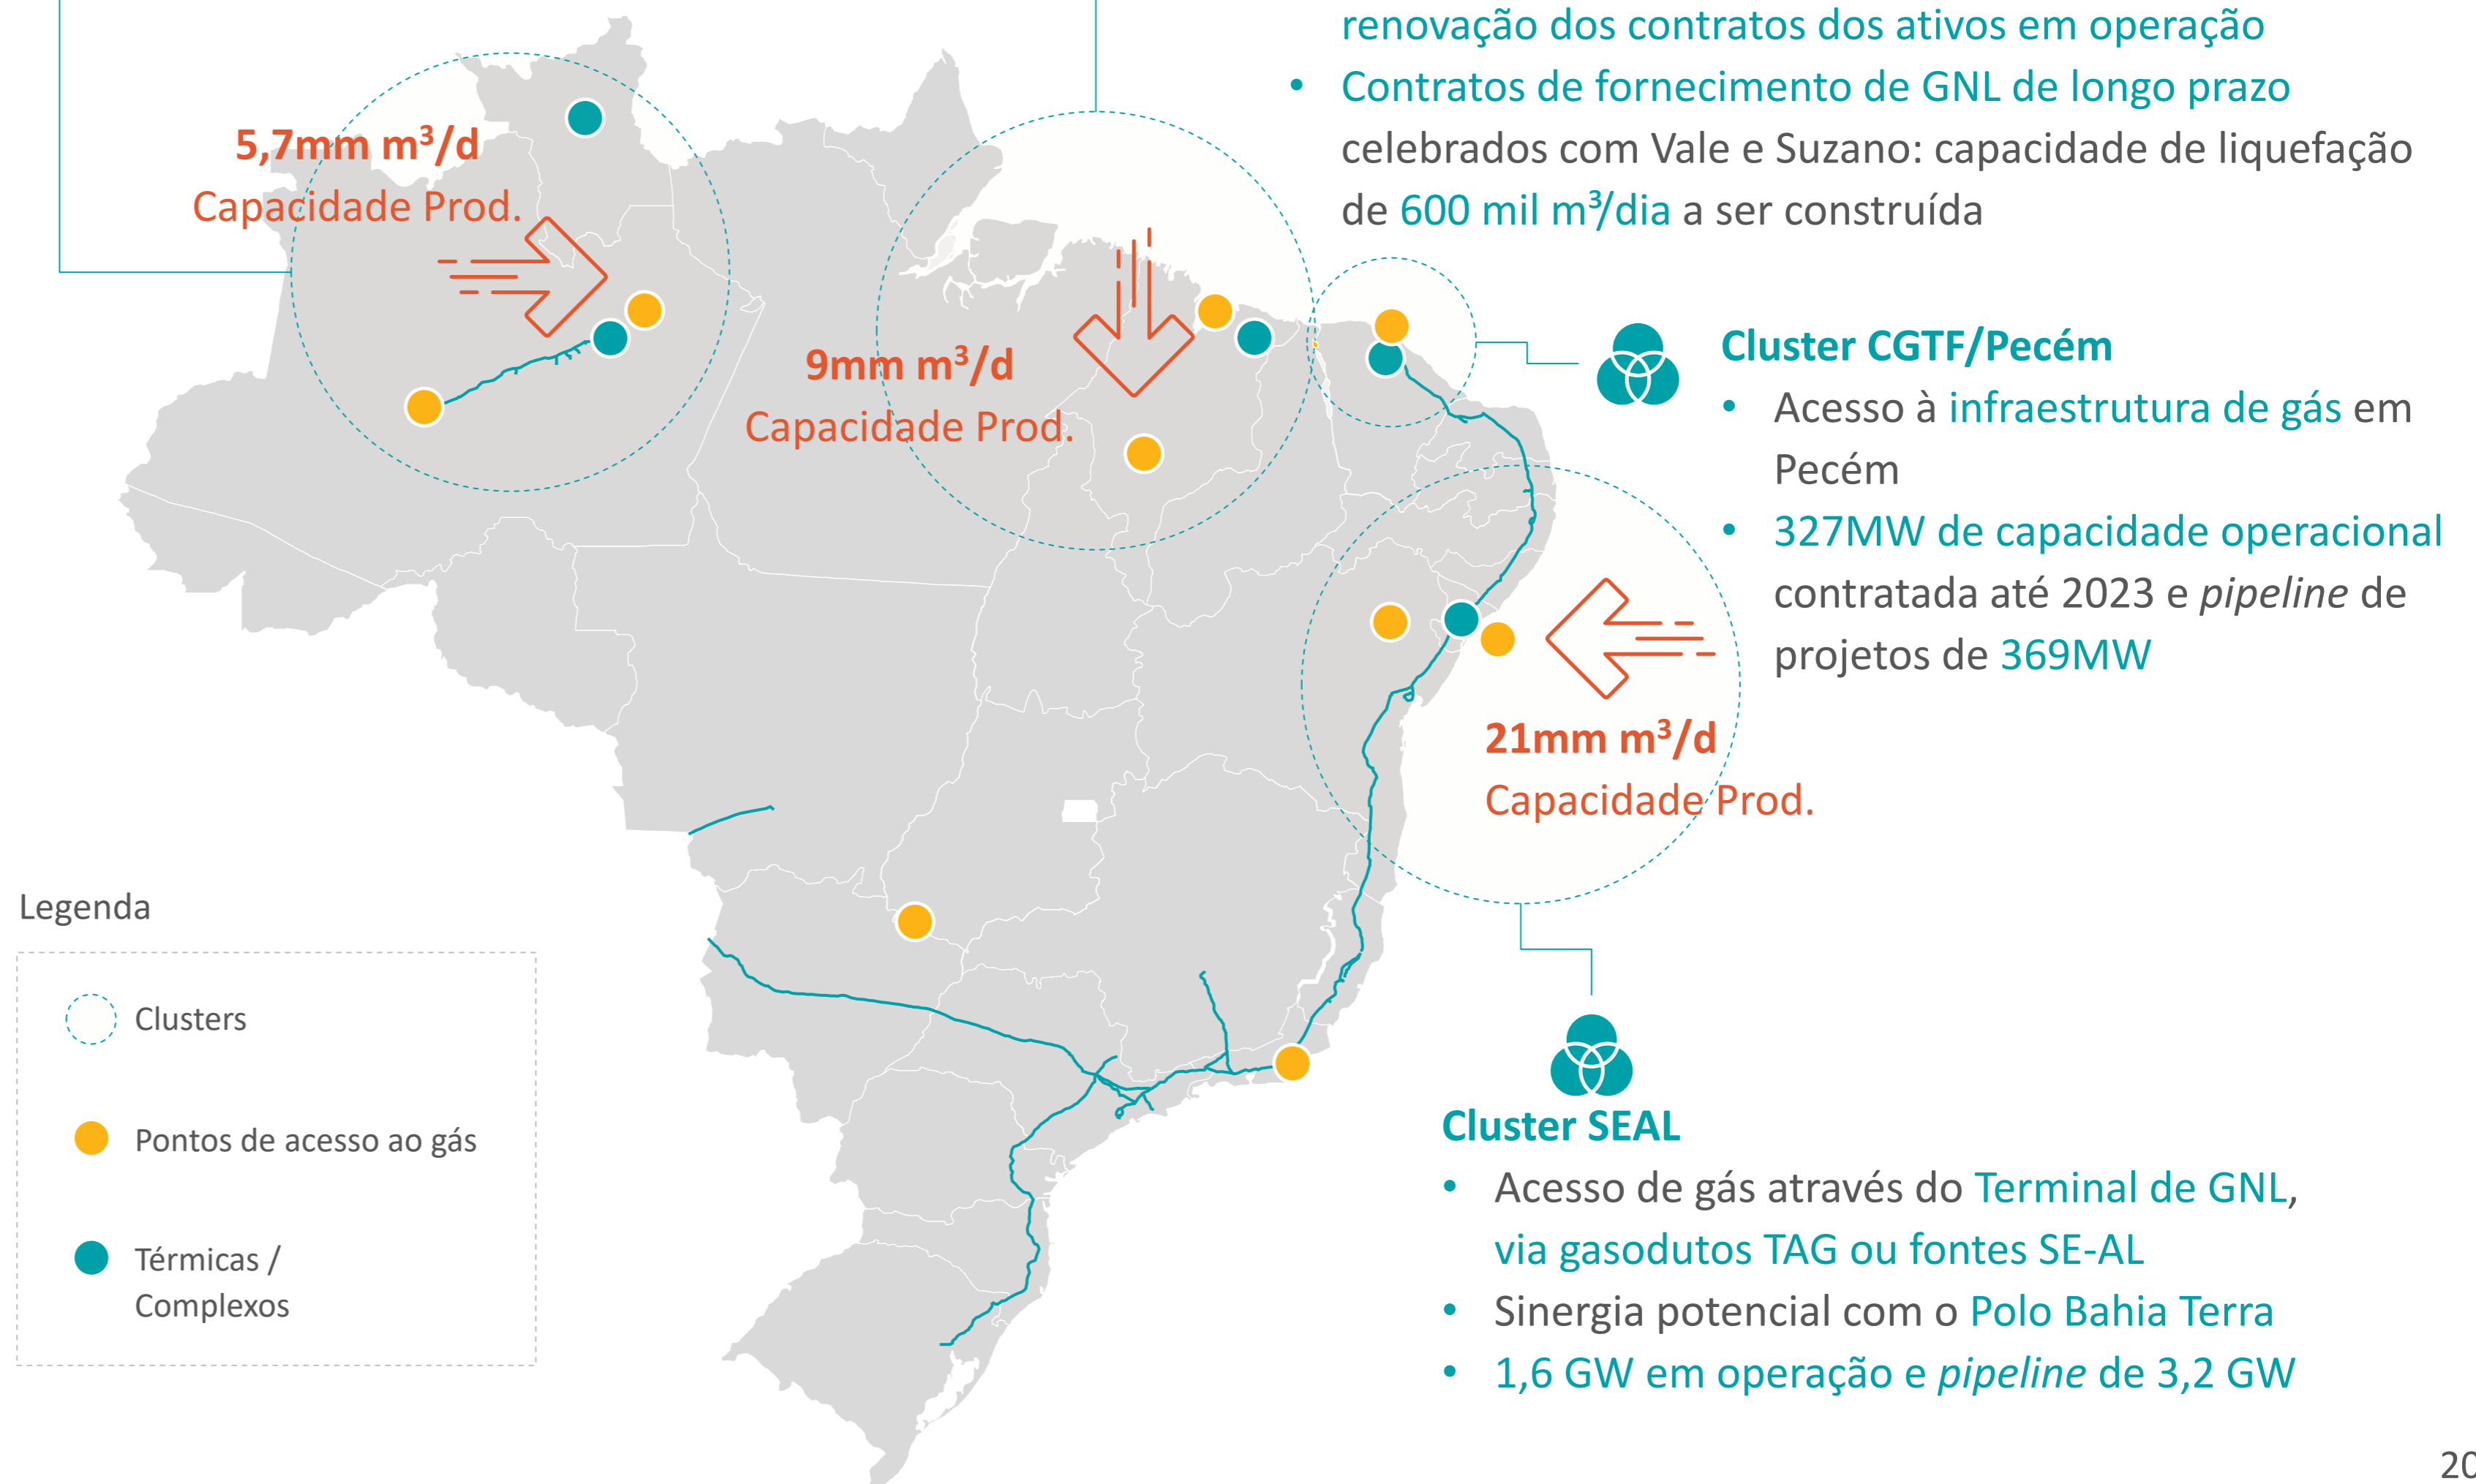 renovação dos contratos dos ativos em operação
• Contratos de fornecimento de GNL de longo prazo
celebrados com Vale e Suzano: capacidade de liquefação
de 600 mil m³/dia a ser construída
5,7mm m³/d
Capacidade Prod.
9mm m³/d
Capacidade Prod.
Cluster CGTF/Pecém
• Acesso à infraestrutura de gás em
Pecém
• 327MW de capacidade operacional
contratada até 2023 e pipeline de
projetos de 369MW
21mm m³/d
Capacidade Prod.
Legenda
Clusters
Pontos de acesso ao gás
Térmicas /
Complexos
Cluster SEAL
• Acesso de gás através do Terminal de GNL,
via gasodutos TAG ou fontes SE-AL
• Sinergia potencial com o Polo Bahia Terra
• 1,6 GW em operação e pipeline de 3,2 GW
20